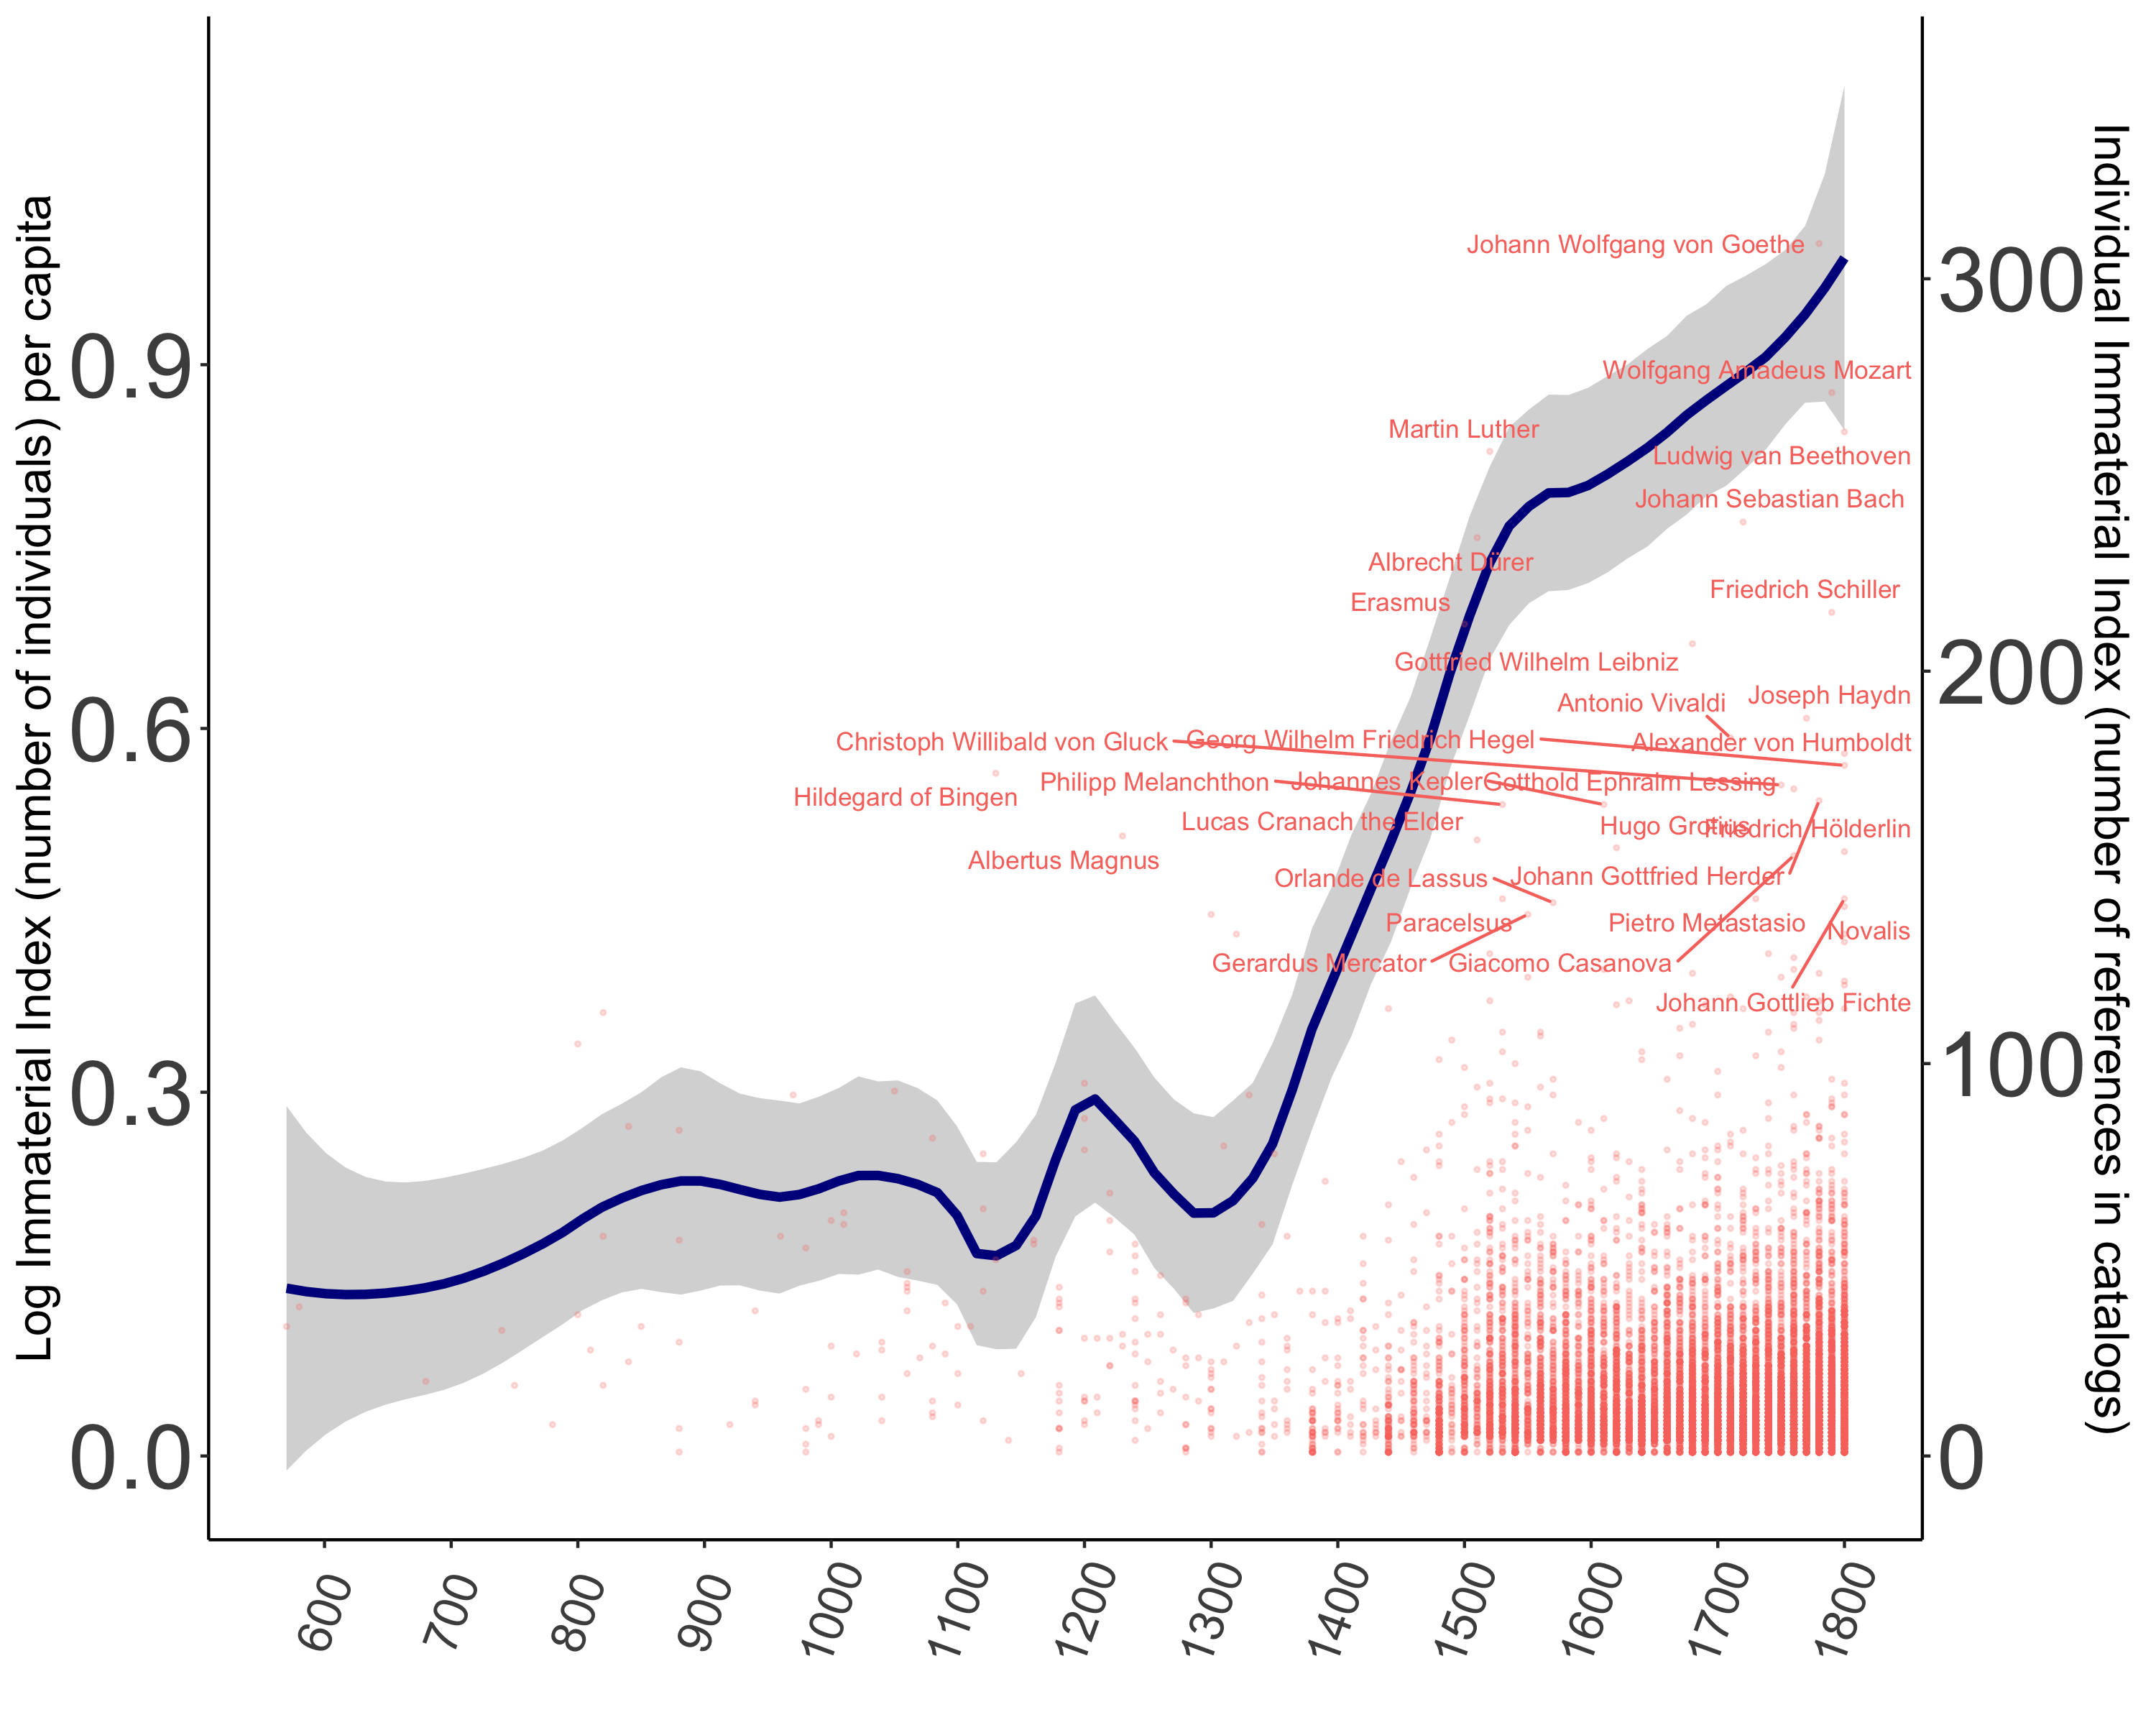 Log Immaterial Index (number of individuals) per capita
0.9
0.6
0.3
0.0
Johann Wolfgang von Goethe
Wolfgang Amadeus Mozart
Martin Luther
Ludwig van Beethoven
Johann Sebastian Bach
Albrecht Dürer
Friedrich Schiller
Erasmus
Gottfried Wilhelm Leibniz
Joseph Haydn
Antonio Vivaldi
Christoph Willibald von Gluck
Georg Wilhelm Friedrich Hegel
Alexander von Humboldt
Philipp Melanchthon
Johannes Kepler
Gotthold Ephraim Lessing
Hildegard of Bingen
Lucas Cranach the Elder
Hugo Grotius
Friedrich Hölderlin
Albertus Magnus
Orlande de Lassus
Johann Gottfried Herder
Paracelsus
Pietro Metastasio
Novalis
Gerardus Mercator
Giacomo Casanova
Johann Gottlieb Fichte
300
200
100
0
Individual Immaterial Index (number of references in catalogs)
600
700
800
900
1000
1100
1200
1300
1400
1500
1600
1700
1800